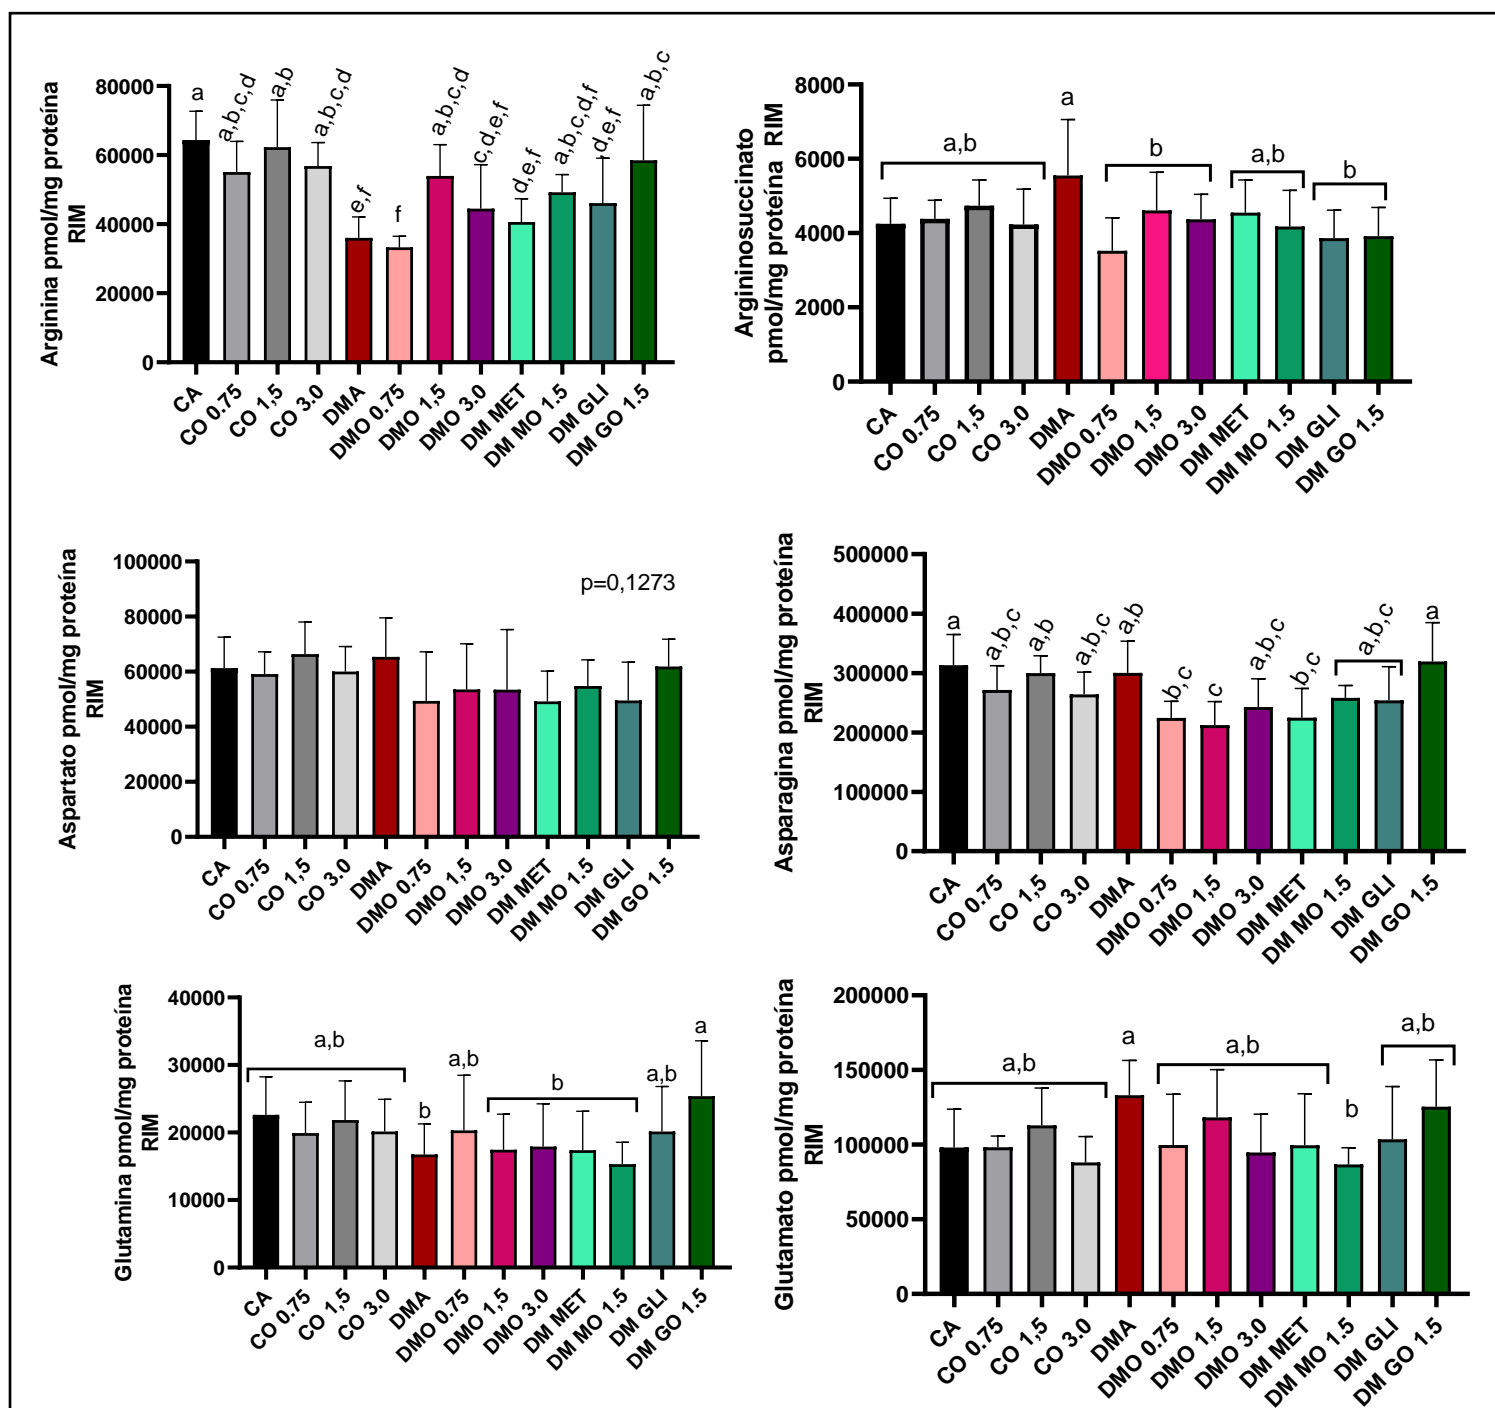 Arginina pmol/mg proteína
RIM
80000
60000
40000
20000
0
a
a,b,c,d
a,b
a,b,c,d
e,f
f
a,b,c,d
c,d,e,f
d,e,f
a,b,c,d,f
d,e,f
a,b,c
CA
CO 0.75
CO 1,5
CO 3.0
DMA
DMO 0.75
DMO 1,5
DMO 3.0
DM MET
DM MO 1.5
DM GLI
DM GO 1.5
Argininosuccinato
pmol/mg proteína RIM
8000
6000
4000
2000
0
a,b
a
b
a,b
b
CA
CO 0.75
CO 1,5
CO 3.0
DMA
DMO 0.75
DMO 1,5
DMO 3.0
DM MET
DM MO 1.5
DM GLI
DM GO 1.5
Aspartato pmol/mg proteína
RIM
100000
80000
60000
40000
20000
0
p=0,1273
CA
CO 0.75
CO 1,5
CO 3.0
DMA
DMO 0.75
DMO 1,5
DMO 3.0
DM MET
DM MO 1.5
DM GLI
DM GO 1.5
Asparagina pmol/mg proteína
RIM
500000
400000
300000
200000
100000
0
a
a,b,c
a,b
a,b,c
a,b
b,c
c
a,b,c
b,c
a,b,c
a
CA
CO 0.75
CO 1,5
CO 3.0
DMA
DMO 0.75
DMO 1,5
DMO 3.0
DM MET
DM MO 1.5
DM GLI
DM GO 1.5
Glutamina pmol/mg proteína
RIM
40000
30000
20000
10000
0
a,b
b
a,b
b
a,b
a
CA
CO 0.75
CO 1,5
CO 3.0
DMA
DMO 0.75
DMO 1,5
DMO 3.0
DM MET
DM MO 1.5
DM GLI
DM GO 1.5
Glutamato pmol/mg proteína
RIM
200000
150000
100000
50000
0
a,b
a
a,b
b
a,b
CA
CO 0.75
CO 1,5
CO 3.0
DMA
DMO 0.75
DMO 1,5
DMO 3.0
DM MET
DM MO 1.5
DM GLI
DM GO 1.5